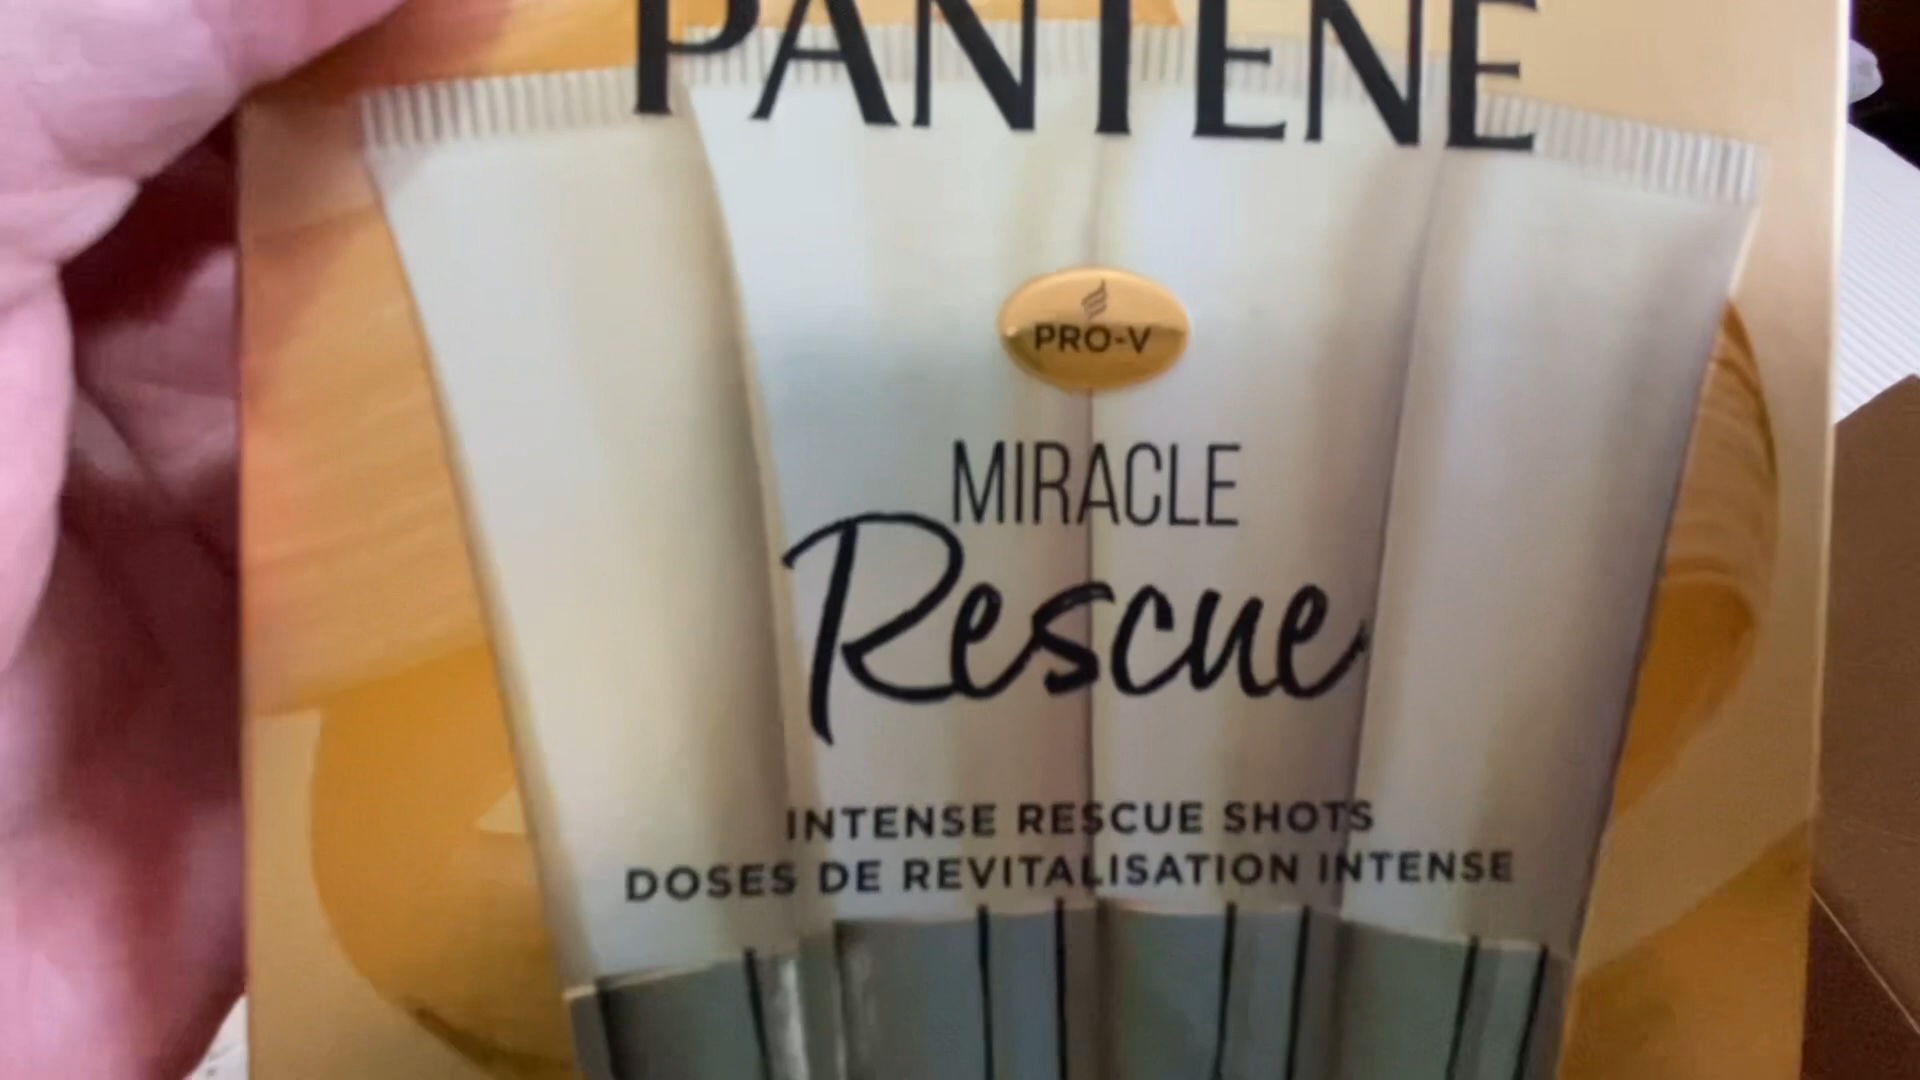 PANTENE
PRO-V
MIRACLE
Rescue
INTENSE RESCUE SHOTS
DOSES DE REVITALISATION INTENSE